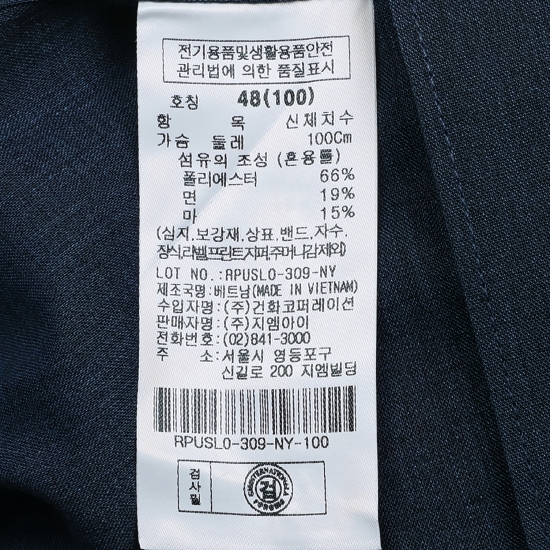 전기용품및생활용품안전
관리법에 의한 품질표시
호칭 48(100)
항 목 신체치수
가슴 둘레 100Cm
섬유의 조성 (혼용률)
폴리에스터 66%
면 19%
마 15%
(심지,보강재,상표,밴드,자수,
장식,라벨,프린트,지퍼,주머니감제외)
LOT NO.:RPUSL0-309-NY
제조국명:베트남(MADE IN VIETNAM)
수입자명:(주)건화코퍼레이션
판매자명:(주)지엠아이
전화번호:(02)841-3000
주 소:서울시 영등포구
신길로 200 지엠빌딩
RPUSL0-309-NY-100
검사필
검